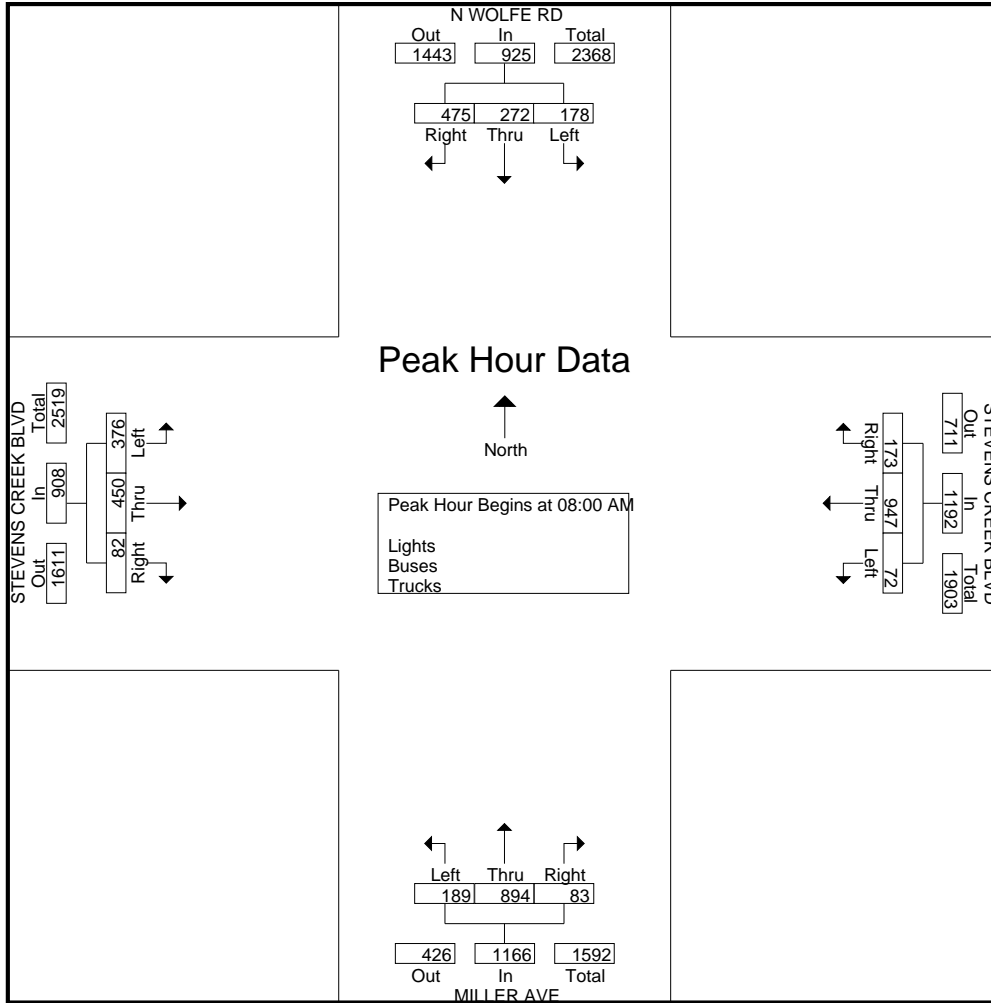 N WOLFE RD
Out In Total
1443 925 2368
475 272 178
Right Thru Left
Peak Hour Data
North
Peak Hour Begins at 08:00 AM
Lights
Buses
Trucks
STEVENS CREEK BLVD
Out In Total
1611 908 2519
82 450 376
Right Thru Left
STEVENS CREEK BLVD
Out In Total
711 1192 1903
173 947 72
Right Thru Left
Left Thru Right
189 894 83
426 1166 1592
Out In Total
MILLER AVE